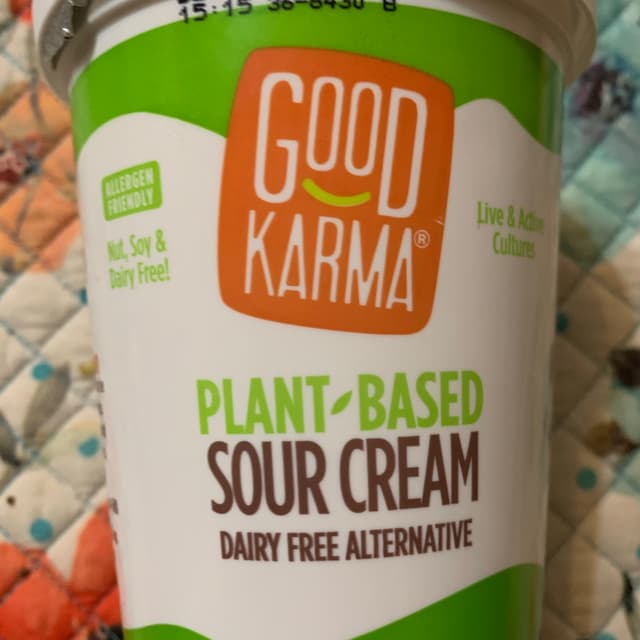 15:15 36-8430 B
GOOD
KARMA®
ALLERGEN
FRIENDLY
Nut, Soy &
Dairy Free!
Live & Active
Cultures
PLANT-BASED
SOUR CREAM
DAIRY FREE ALTERNATIVE